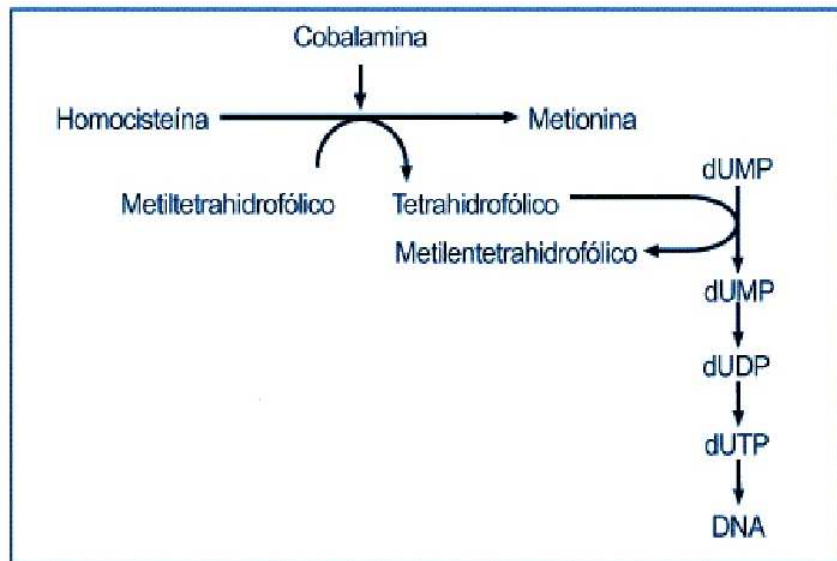 Cobalamina
Homocisteína
Metionina
dUMP
Metiltetrahidrofólico
Tetrahidrofólico
Metilentetrahidrofólico
dUMP
dUDP
dUTP
DNA